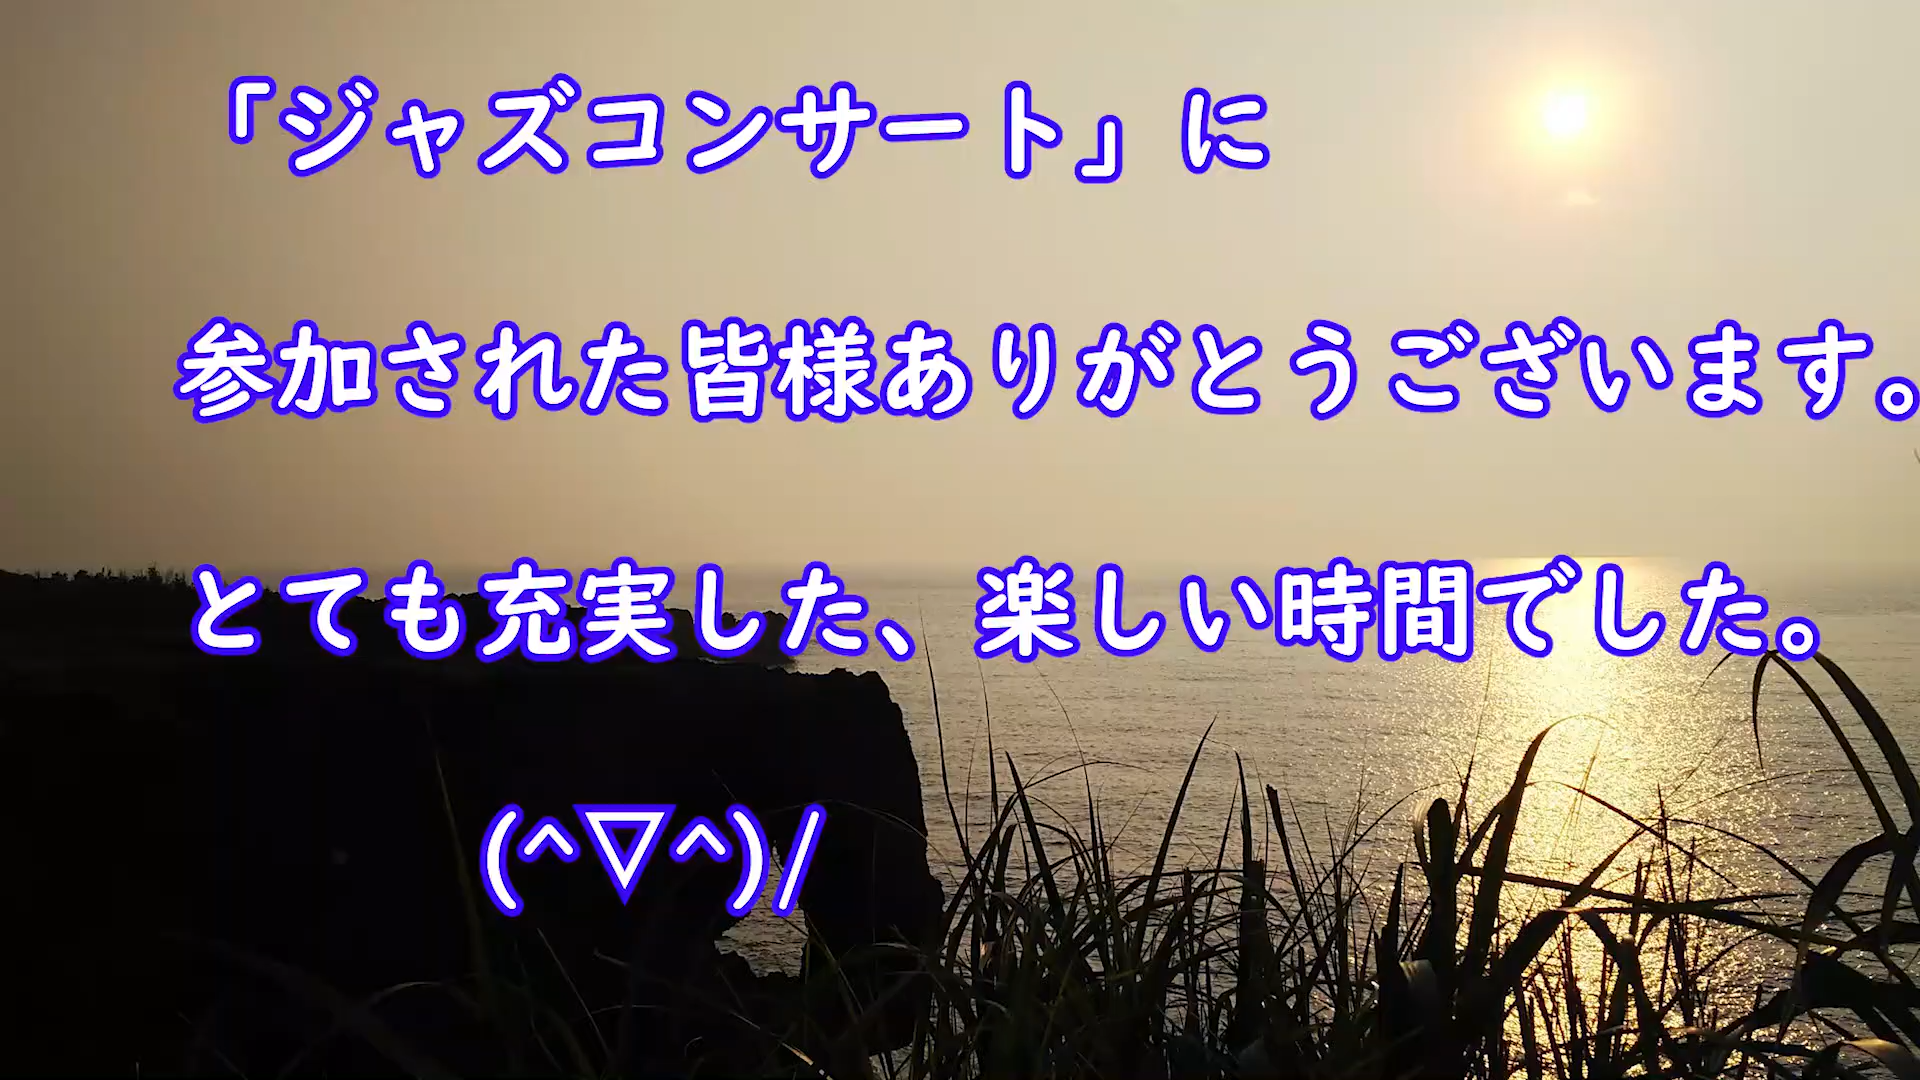 「ジャズコンサート」に
参加された皆様ありがとうございます。
とても充実した、楽しい時間でした。
(^▽^)/